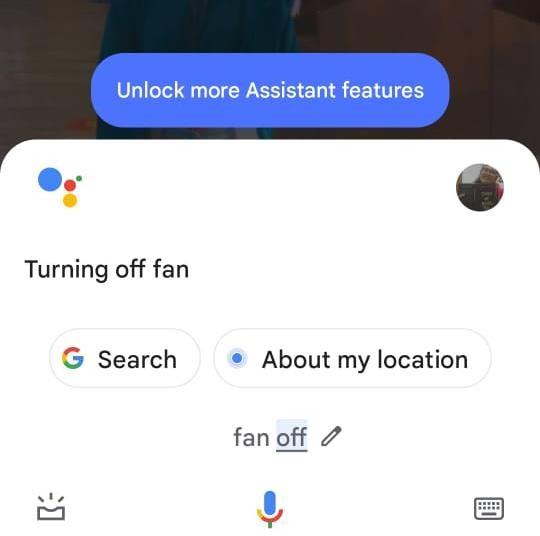 Unlock more Assistant features
Turning off fan
Search
About my location
fan off